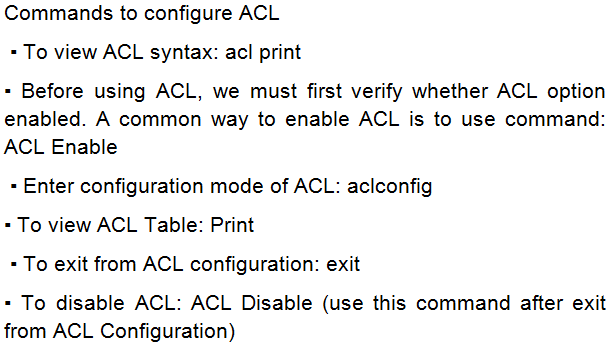 Commands to configure ACL
▪ To view ACL syntax: acl print
▪ Before using ACL, we must first verify whether ACL option
enabled. A common way to enable ACL is to use command:
ACL Enable
▪ Enter configuration mode of ACL: aclconfig
▪ To view ACL Table: Print
▪ To exit from ACL configuration: exit
▪ To disable ACL: ACL Disable (use this command after exit
from ACL Configuration)